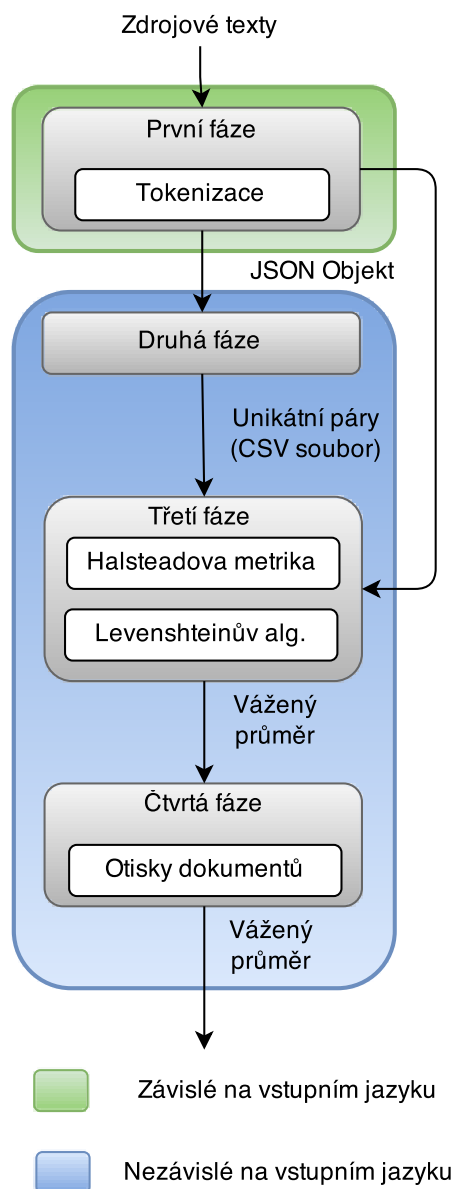 Zdrojové texty
První fáze
Tokenizace
JSON Objekt
Druhá fáze
Unikátní páry
(CSV soubor)
Třetí fáze
Halsteadova metrika
Levenshteinův alg.
Vážený
průměr
Čtvrtá fáze
Otisky dokumentů
Vážený
průměr
Závislé na vstupním jazyku
Nezávislé na vstupním jazyku